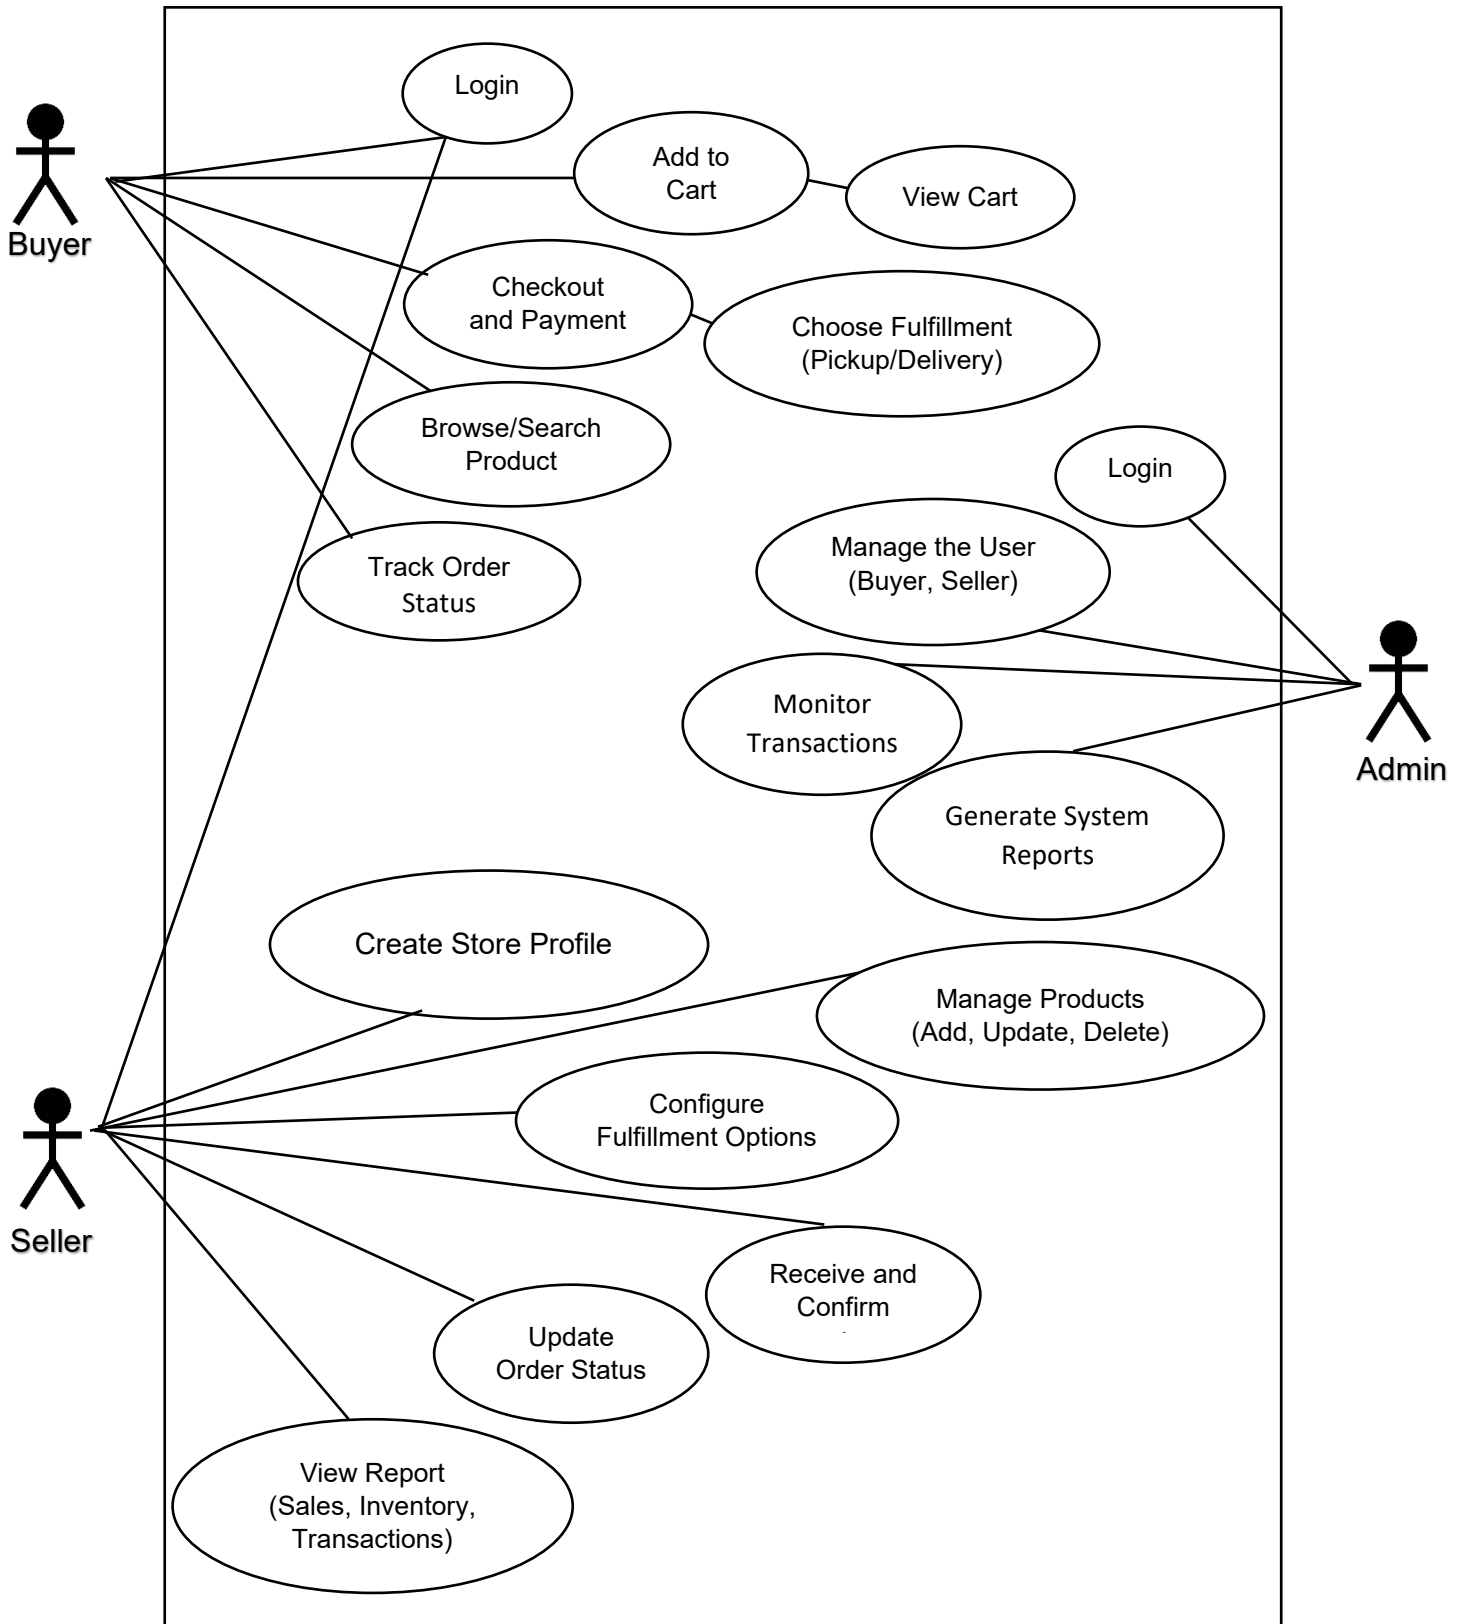 Login
Add to
Cart
View Cart
Buyer
Checkout
and Payment
Choose Fulfillment
(Pickup/Delivery)
Browse/Search
Product
Login
Track Order
Status
Manage the User
(Buyer, Seller)
Monitor
Transactions
Admin
Generate System
Reports
Create Store Profile
Manage Products
(Add, Update, Delete)
Configure
Fulfillment Options
Seller
Receive and
Confirm
Update
Order Status
View Report
(Sales, Inventory,
Transactions)